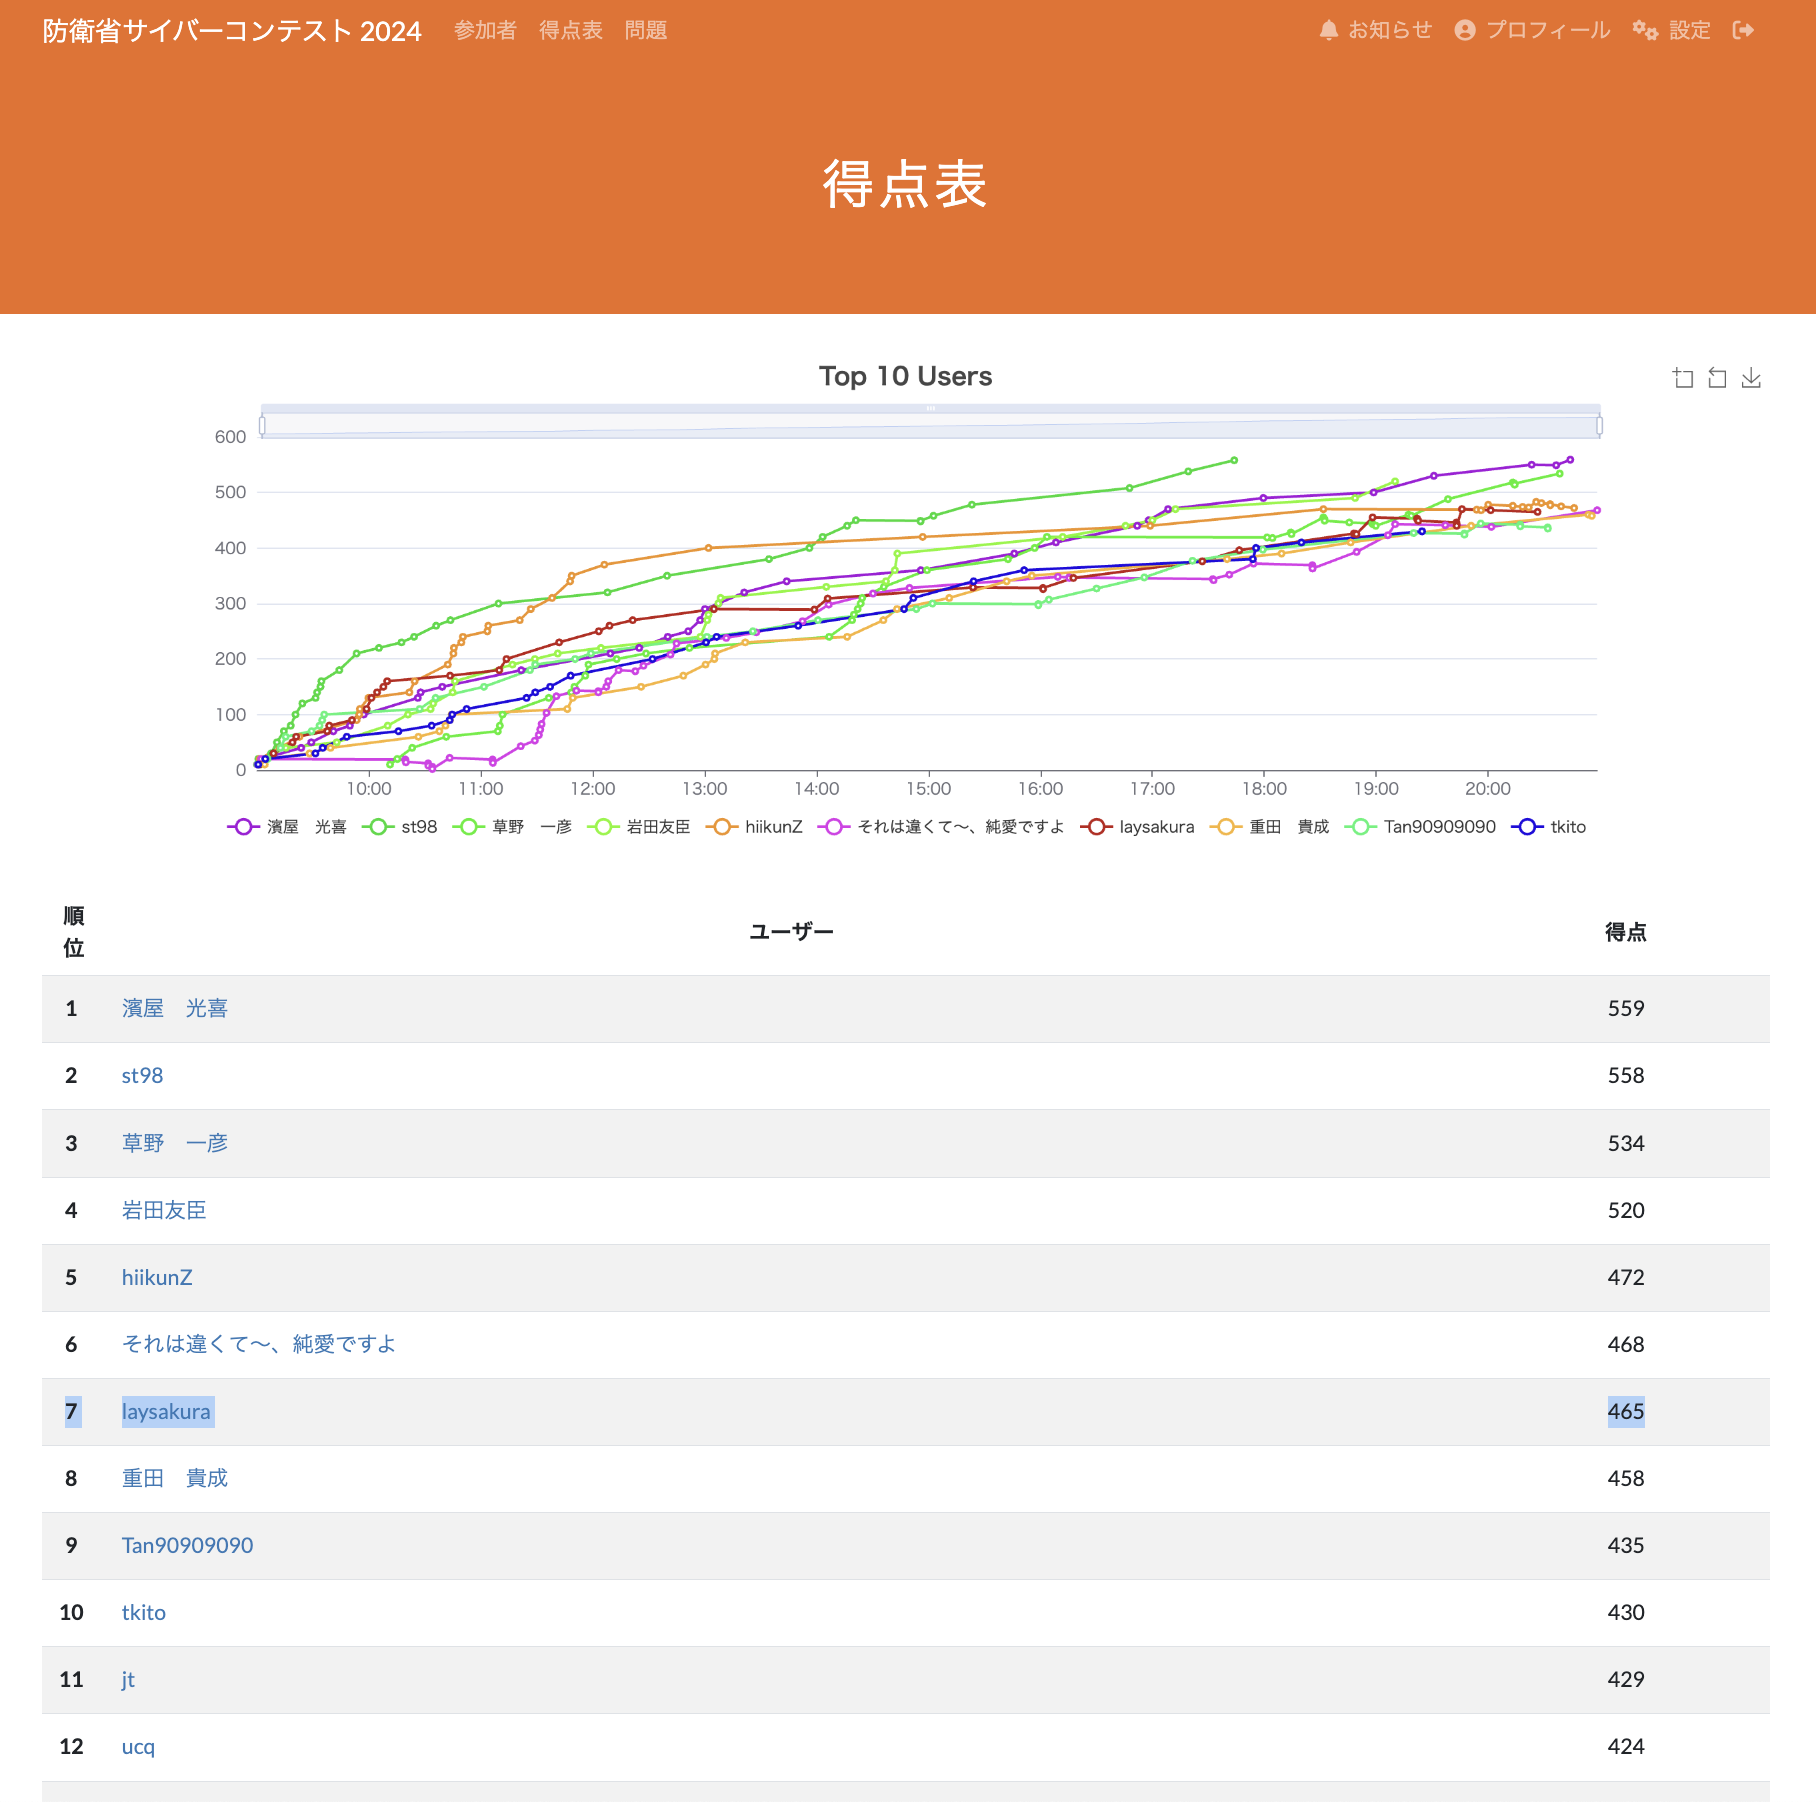 防衛省サイバーコンテスト 2024 参加者 得点表 問題 お知らせ プロフィール 設定
得点表
Top 10 Users
600
500
400
300
200
100
0
10:00 11:00 12:00 13:00 14:00 15:00 16:00 17:00 18:00 19:00 20:00
濱屋　光喜 st98 草野　一彦 岩田友臣 hiikunZ それは違くて〜、純愛ですよ laysakura 重田　貴成 Tan90909090 tkito
順位 ユーザー 得点
1 濱屋　光喜 559
2 st98 558
3 草野　一彦 534
4 岩田友臣 520
5 hiikunZ 472
6 それは違くて〜、純愛ですよ 468
7 laysakura 465
8 重田　貴成 458
9 Tan90909090 435
10 tkito 430
11 jt 429
12 ucq 424